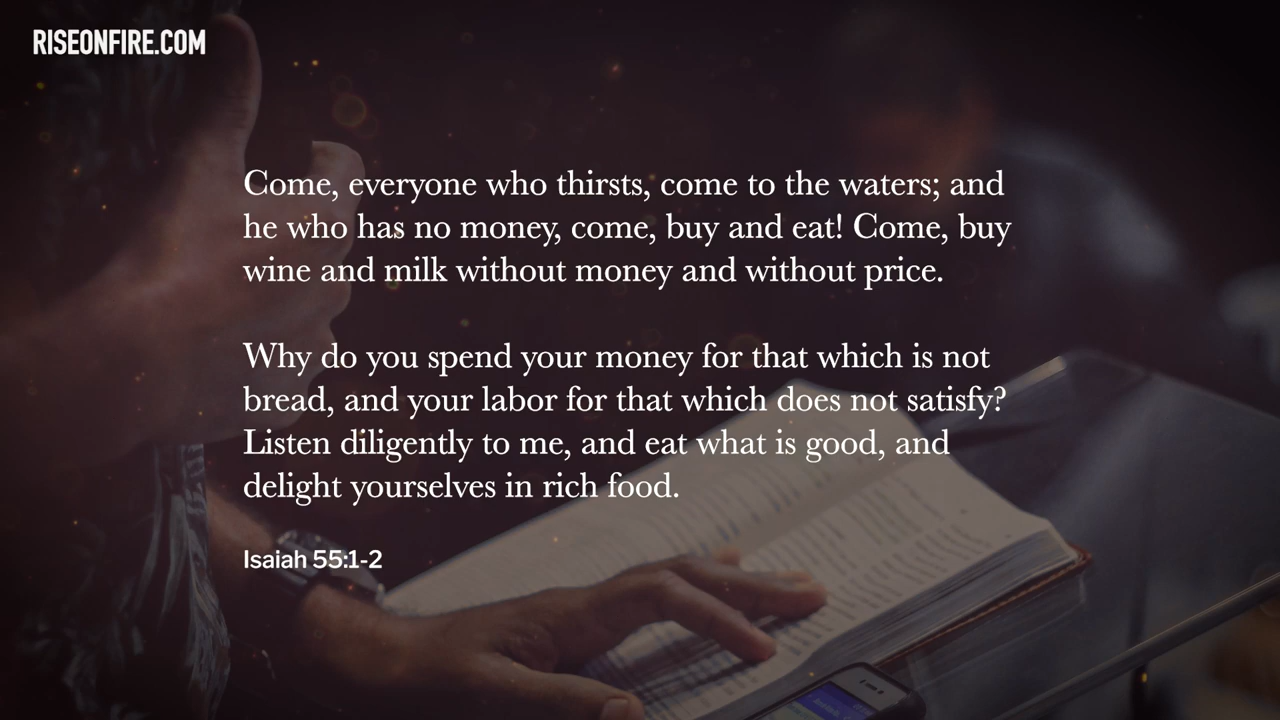 RISEONFIRE.COM
Come, everyone who thirsts, come to the waters; and
he who has no money, come, buy and eat! Come, buy
wine and milk without money and without price.
Why do you spend your money for that which is not
bread, and your labor for that which does not satisfy?
Listen diligently to me, and eat what is good, and
delight yourselves in rich food.
Isaiah 55:1-2